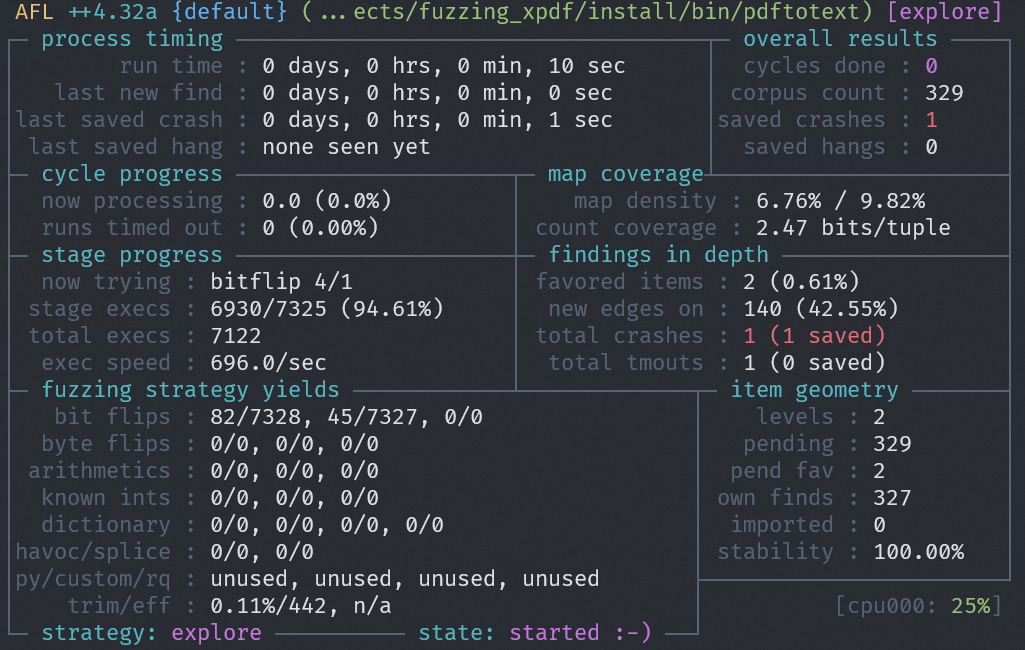 AFL ++4.32a {default} (...ects/fuzzing_xpdf/install/bin/pdftotext) [explore]
process timing overall results
run time : 0 days, 0 hrs, 0 min, 10 sec cycles done : 0
last new find : 0 days, 0 hrs, 0 min, 0 sec corpus count : 329
last saved crash : 0 days, 0 hrs, 0 min, 1 sec saved crashes : 1
last saved hang : none seen yet saved hangs : 0
cycle progress map coverage
now processing : 0.0 (0.0%) map density : 6.76% / 9.82%
runs timed out : 0 (0.00%) count coverage : 2.47 bits/tuple
stage progress findings in depth
now trying : bitflip 4/1 favored items : 2 (0.61%)
stage execs : 6930/7325 (94.61%) new edges on : 140 (42.55%)
total execs : 7122 total crashes : 1 (1 saved)
exec speed : 696.0/sec total tmouts : 1 (0 saved)
fuzzing strategy yields item geometry
bit flips : 82/7328, 45/7327, 0/0 levels : 2
byte flips : 0/0, 0/0, 0/0 pending : 329
arithmetics : 0/0, 0/0, 0/0 pend fav : 2
known ints : 0/0, 0/0, 0/0 own finds : 327
dictionary : 0/0, 0/0, 0/0, 0/0 imported : 0
havoc/splice : 0/0, 0/0 stability : 100.00%
py/custom/rq : unused, unused, unused, unused
trim/eff : 0.11%/442, n/a [cpu000: 25%]
strategy: explore state: started :-)